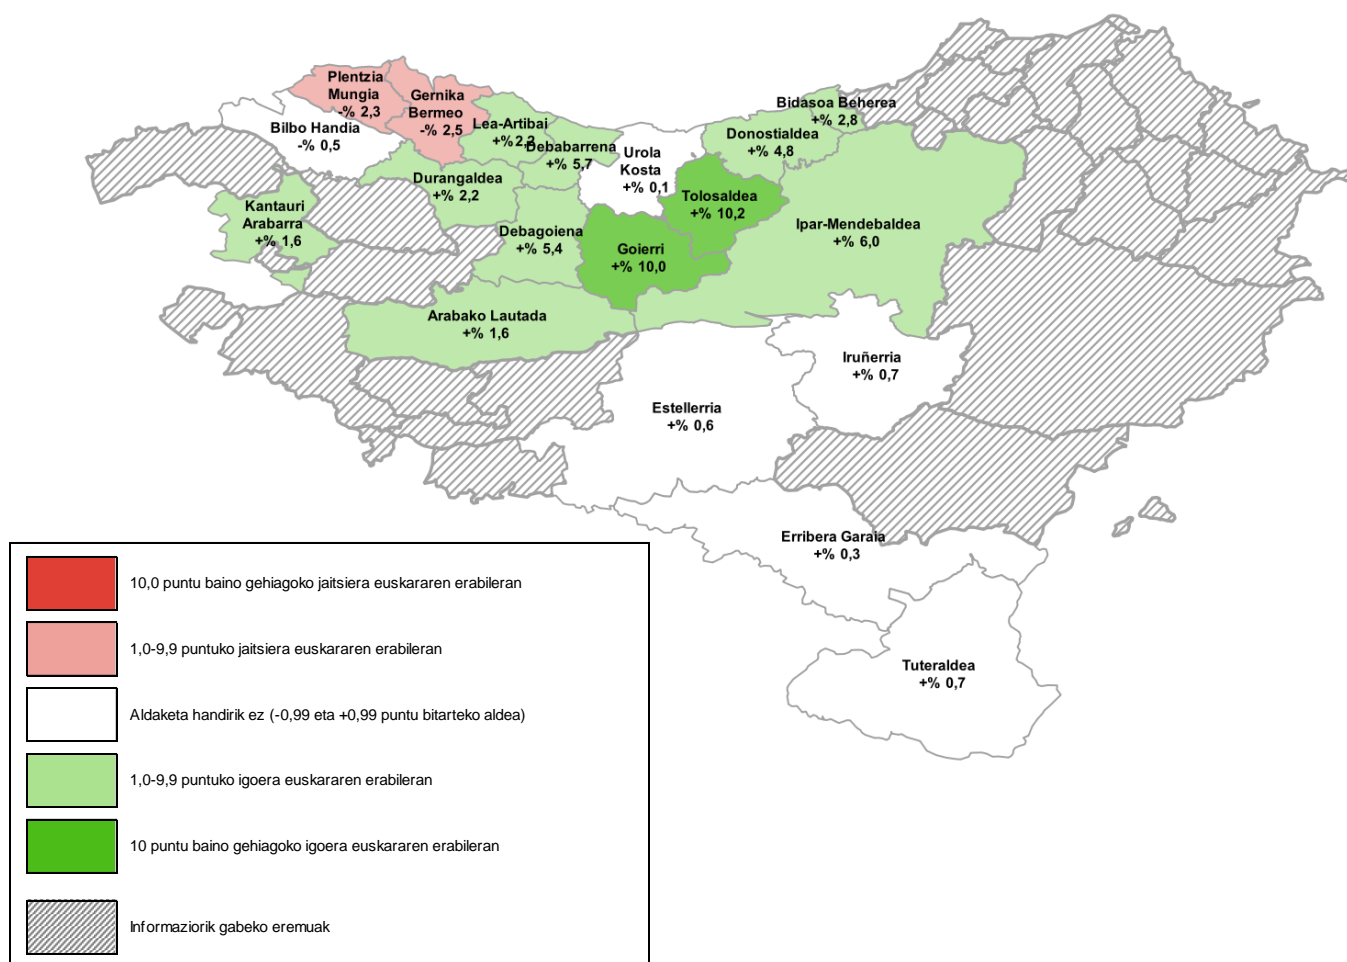 Plentzia
Mungia
-% 2,3
Gernika
Bermeo
-% 2,5
Bilbo Handia
-% 0,5
Lea-Artibai
+% 2,2
Debabarrena
+% 5,7
Bidasoa Beherea
+% 2,8
Donostialdea
+% 4,8
Urola
Kosta
+% 0,1
Durangaldea
+% 2,2
Tolosaldea
+% 10,2
Kantauri
Arabarra
+% 1,6
Debagoiena
+% 5,4
Goierri
+% 10,0
Ipar-Mendebaldea
+% 6,0
Arabako Lautada
+% 1,6
Iruñerria
+% 0,7
Estellerria
+% 0,6
Erribera Garaia
+% 0,3
Tuteraldea
+% 0,7
10,0 puntu baino gehiagoko jaitsiera euskararen erabileran
1,0-9,9 puntuko jaitsiera euskararen erabileran
Aldaketa handirik ez (-0,99 eta +0,99 puntu bitarteko aldea)
1,0-9,9 puntuko igoera euskararen erabileran
10 puntu baino gehiagoko igoera euskararen erabileran
Informaziorik gabeko eremuak